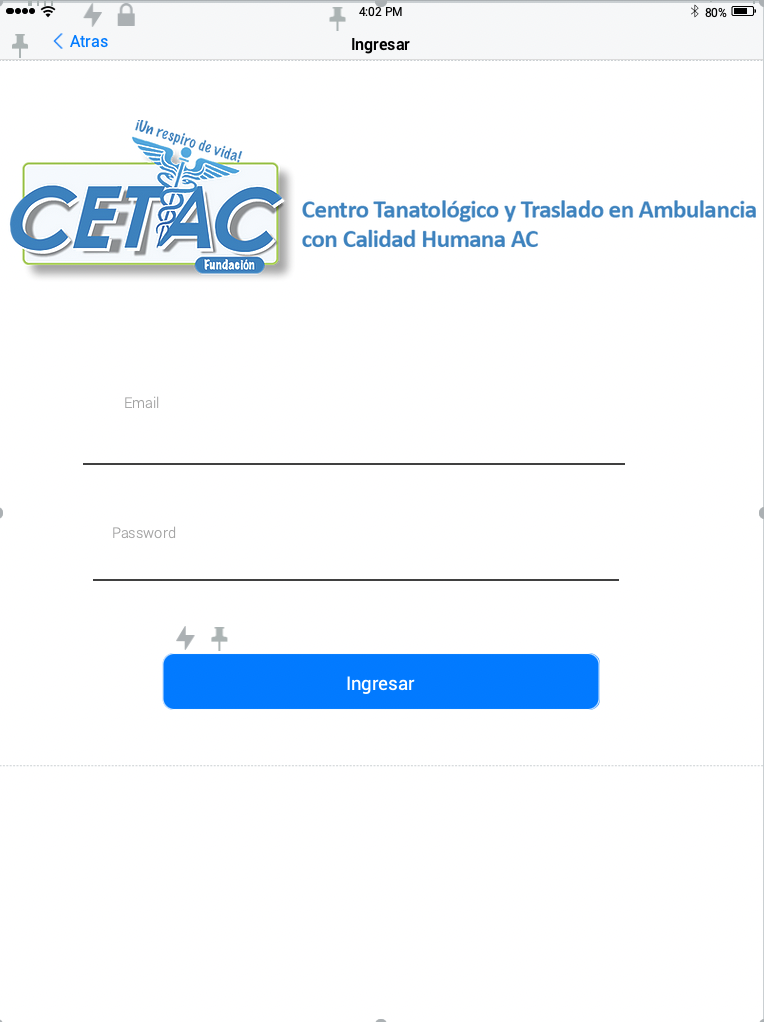 4:02 PM
80%
Atras
Ingresar
¡Un respiro de vida!
CETAC
Fundación
Centro Tanatológico y Traslado en Ambulancia
con Calidad Humana AC
Email
Password
Ingresar